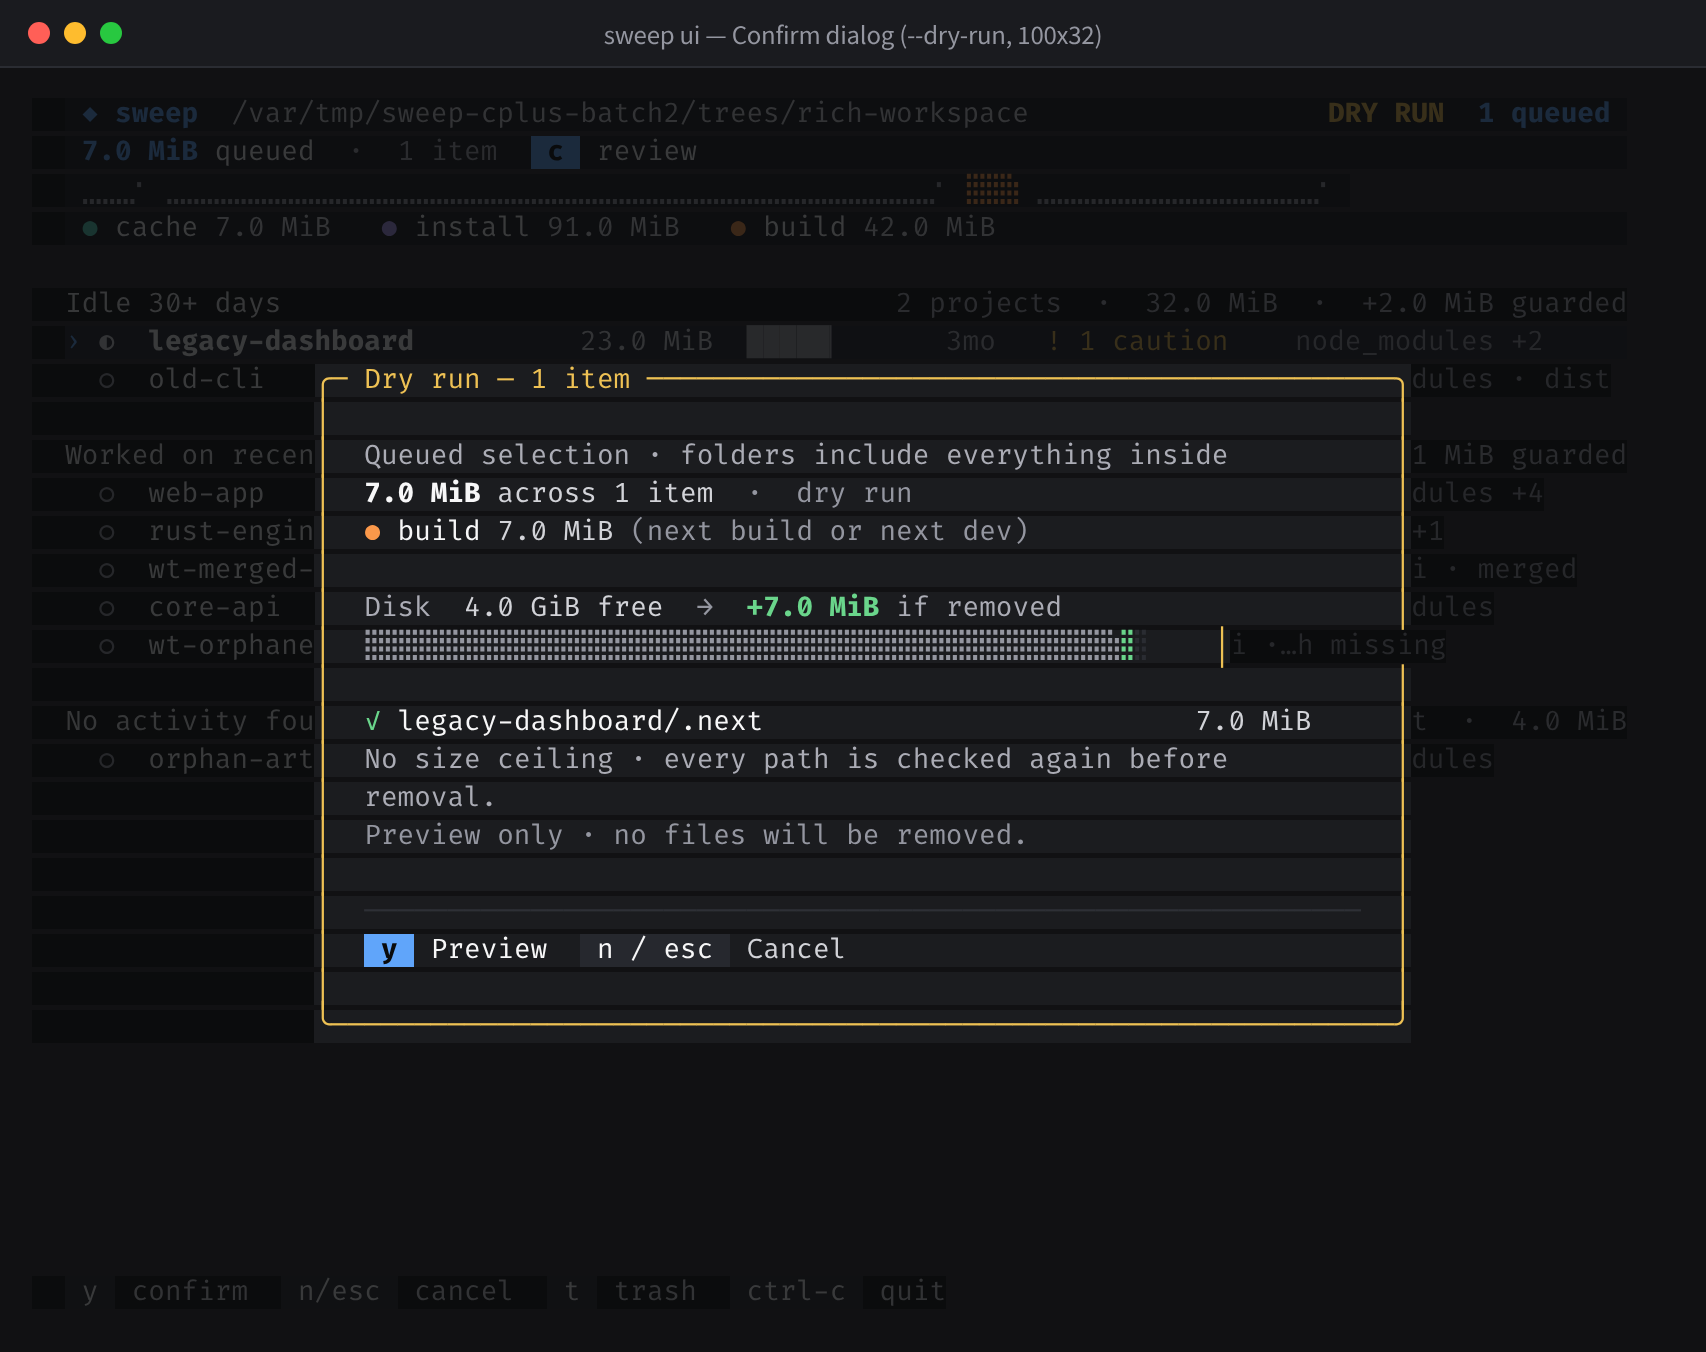 sweep ui — Confirm dialog (--dry-run, 100x32)
◆ sweep /var/tmp/sweep-cplus-batch2/trees/rich-workspace DRY RUN 1 queued
7.0 MiB queued · 1 item c review
● cache 7.0 MiB ● install 91.0 MiB ● build 42.0 MiB
Idle 30+ days 2 projects · 32.0 MiB · +2.0 MiB guarded
› ◐ legacy-dashboard 23.0 MiB 3mo ! 1 caution node_modules +2
○ old-cli Dry run — 1 item dules · dist
Worked on recen Queued selection · folders include everything inside 1 MiB guarded
○ web-app 7.0 MiB across 1 item · dry run dules +4
○ rust-engin ● build 7.0 MiB (next build or next dev) +1
○ wt-merged- i · merged
○ core-api Disk 4.0 GiB free → +7.0 MiB if removed dules
○ wt-orphane i ·…h missing
No activity fou √ legacy-dashboard/.next 7.0 MiB t · 4.0 MiB
○ orphan-art No size ceiling · every path is checked again before dules
removal.
Preview only · no files will be removed.
y Preview n / esc Cancel
y confirm n/esc cancel t trash ctrl-c quit